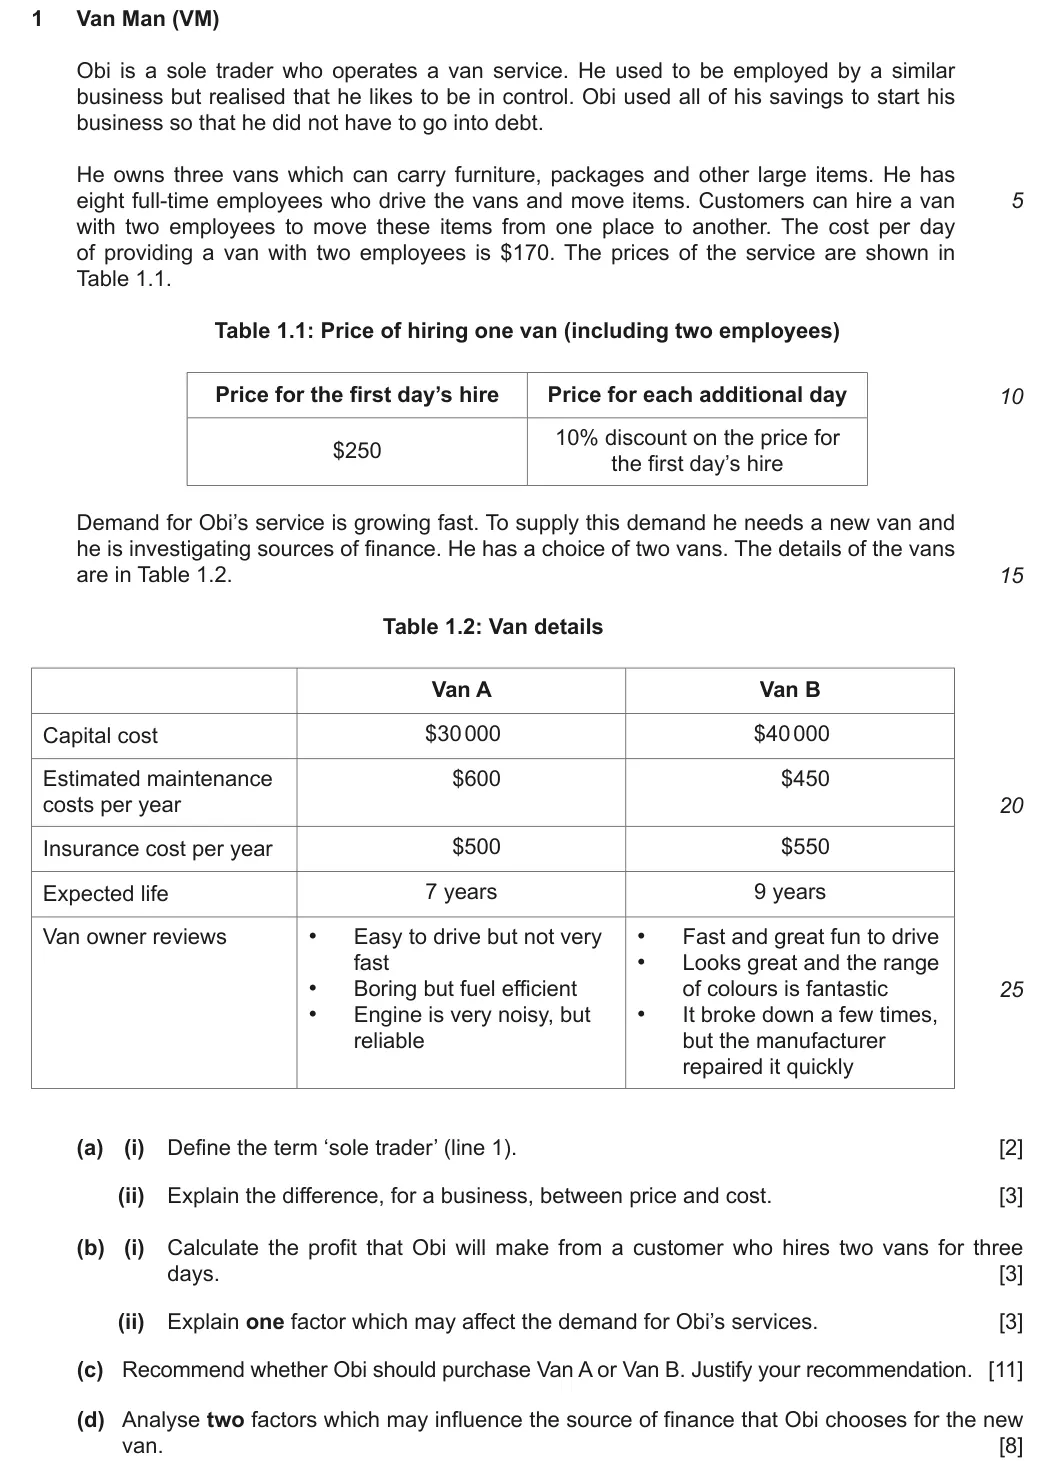 1 Van Man (VM)
Obi is a sole trader who operates a van service. He used to be employed by a similar
business but realised that he likes to be in control. Obi used all of his savings to start his
business so that he did not have to go into debt.
He owns three vans which can carry furniture, packages and other large items. He has
eight full-time employees who drive the vans and move items. Customers can hire a van 5
with two employees to move these items from one place to another. The cost per day
of providing a van with two employees is $170. The prices of the service are shown in
Table 1.1.
Table 1.1: Price of hiring one van (including two employees)
Price for the first day's hire Price for each additional day 10
$250 10% discount on the price for
the first day's hire
Demand for Obi's service is growing fast. To supply this demand he needs a new van and
he is investigating sources of finance. He has a choice of two vans. The details of the vans
are in Table 1.2. 15
Table 1.2: Van details
Van A Van B
Capital cost $30 000 $40 000
Estimated maintenance $600 $450
costs per year 20
Insurance cost per year $500 $550
Expected life 7 years 9 years
Van owner reviews • Easy to drive but not very • Fast and great fun to drive
fast • Looks great and the range
• Boring but fuel efficient of colours is fantastic 25
• Engine is very noisy, but • It broke down a few times,
reliable but the manufacturer
repaired it quickly
(a) (i) Define the term 'sole trader' (line 1). [2]
(ii) Explain the difference, for a business, between price and cost. [3]
(b) (i) Calculate the profit that Obi will make from a customer who hires two vans for three
days. [3]
(ii) Explain one factor which may affect the demand for Obi's services. [3]
(c) Recommend whether Obi should purchase Van A or Van B. Justify your recommendation. [11]
(d) Analyse two factors which may influence the source of finance that Obi chooses for the new
van. [8]